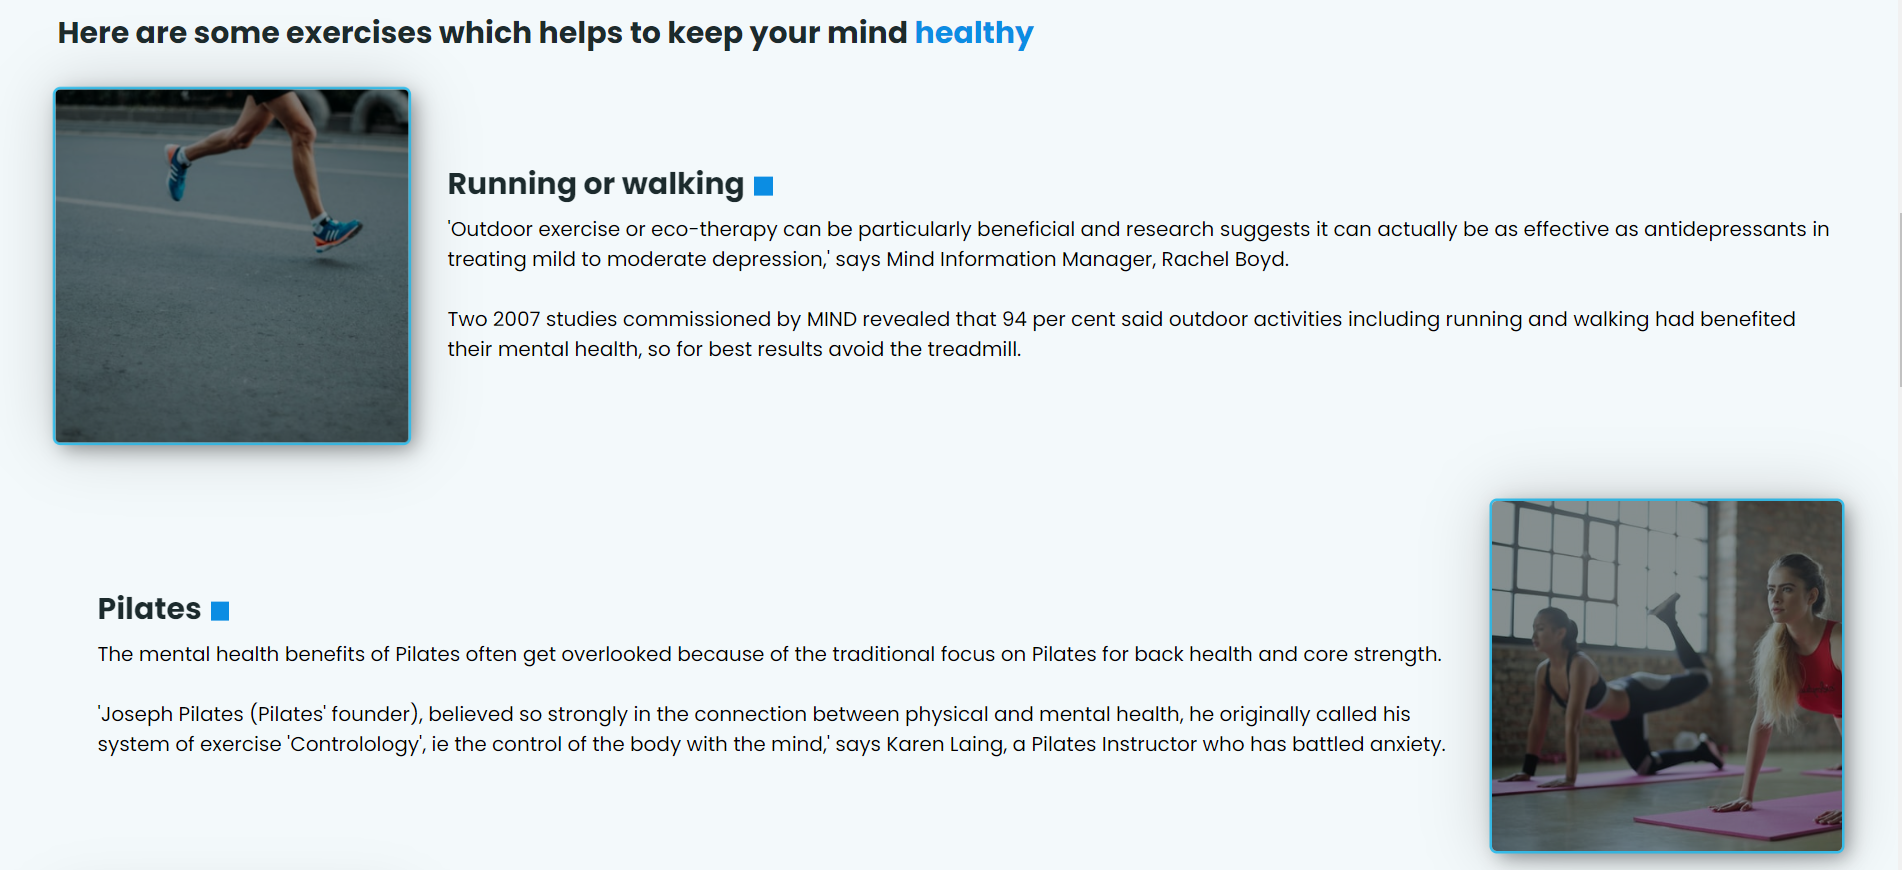 Here are some exercises which helps to keep your mind healthy
Running or walking
'Outdoor exercise or eco-therapy can be particularly beneficial and research suggests it can actually be as effective as antidepressants in
treating mild to moderate depression,' says Mind Information Manager, Rachel Boyd.
Two 2007 studies commissioned by MIND revealed that 94 per cent said outdoor activities including running and walking had benefited
their mental health, so for best results avoid the treadmill.
Pilates
The mental health benefits of Pilates often get overlooked because of the traditional focus on Pilates for back health and core strength.
'Joseph Pilates (Pilates' founder), believed so strongly in the connection between physical and mental health, he originally called his
system of exercise 'Controlology', ie the control of the body with the mind,' says Karen Laing, a Pilates Instructor who has battled anxiety.